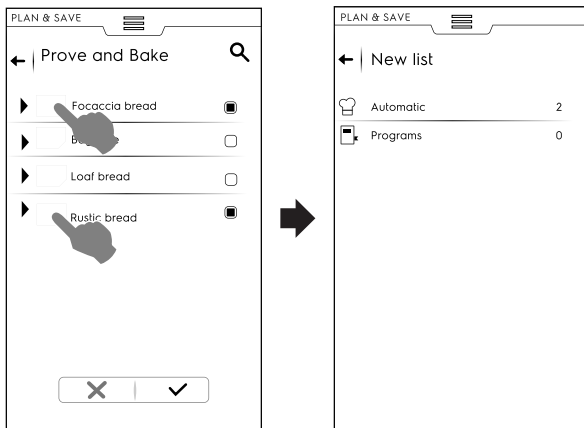 PLAN & SAVE
Prove and Bake
Focaccia bread
Loaf bread
Rustic bread
PLAN & SAVE
New list
Automatic 2
Programs 0